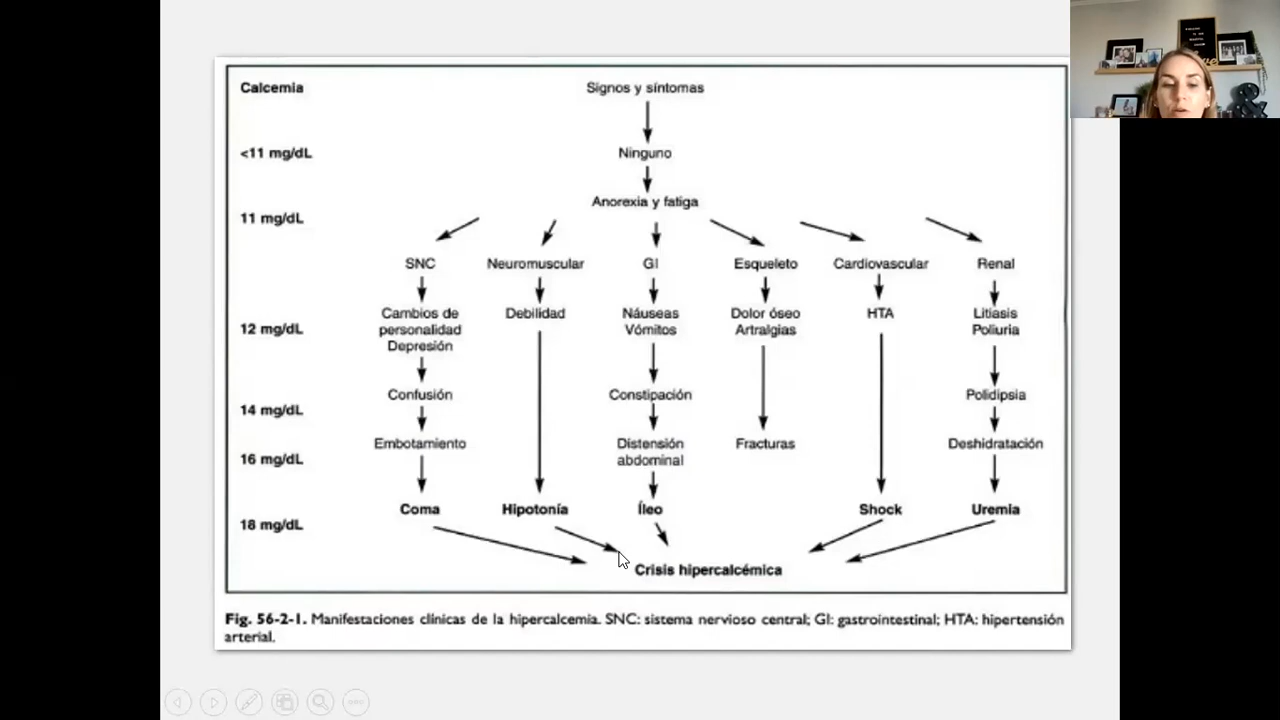 Calcemia
Signos y síntomas
<11 mg/dL
Ninguno
Anorexia y fatiga
11 mg/dL
SNC
Neuromuscular
GI
Esqueleto
Cardiovascular
Renal
12 mg/dL
Cambios de
personalidad
Depresión
Debilidad
Náuseas
Vómitos
Dolor óseo
Artralgias
HTA
Litiasis
Poliuria
Confusión
Constipación
Polidipsia
14 mg/dL
Embotamiento
Distensión
abdominal
Fracturas
Deshidratación
16 mg/dL
Coma
Hipotonía
Íleo
Shock
Uremia
18 mg/dL
Crisis hipercalcémica
Fig. 56-2-1. Manifestaciones clínicas de la hipercalcemia. SNC: sistema nervioso central; GI: gastrointestinal; HTA: hipertensión
arterial.